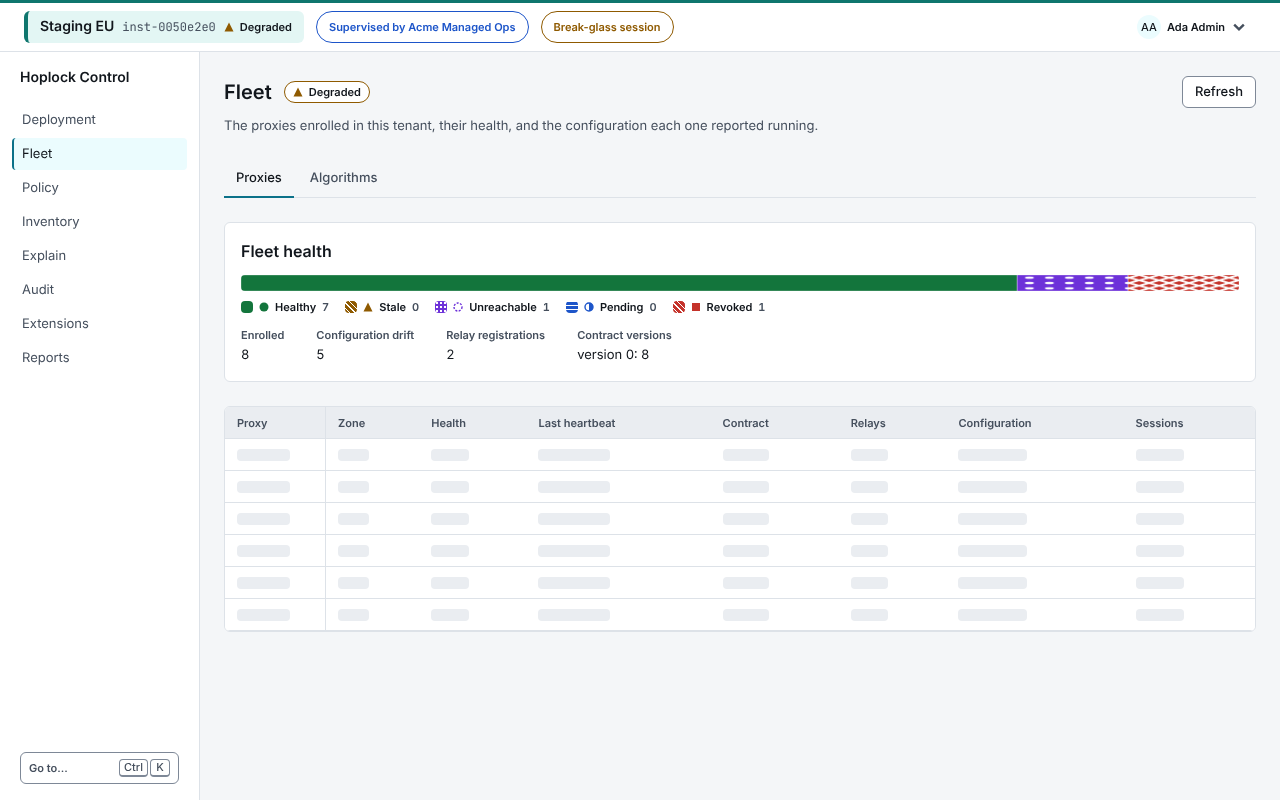 Staging EU inst-0050e2e0 Degraded
Supervised by Acme Managed Ops
Break-glass session
AA Ada Admin
Hoplock Control
Deployment
Fleet
Policy
Inventory
Explain
Audit
Extensions
Reports
Go to... Ctrl K
Fleet Degraded
Refresh
The proxies enrolled in this tenant, their health, and the configuration each one reported running.
Proxies Algorithms
Fleet health
Healthy 7 Stale 0 Unreachable 1 Pending 0 Revoked 1
Enrolled Configuration drift Relay registrations Contract versions
8 5 2 version 0: 8
Proxy Zone Health Last heartbeat Contract Relays Configuration Sessions